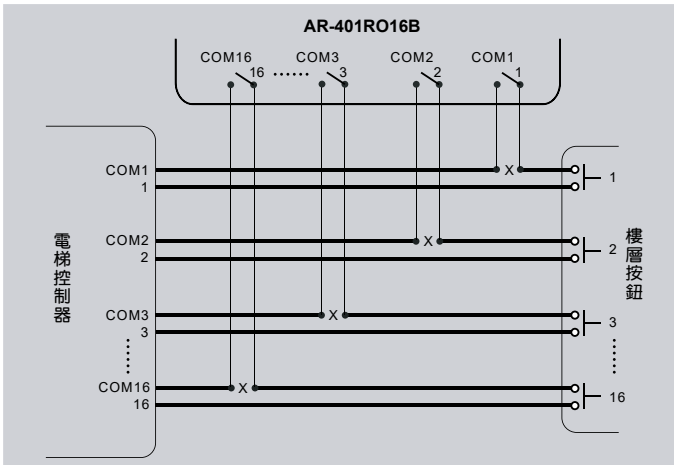 AR-401RO16B
COM16 COM3 COM2 COM1
16 ······ 3 2 1
COM1 X 1
1
COM2 X 2
2
電梯控制器
樓層按鈕
COM3 X 3
3
COM16 X 16
16